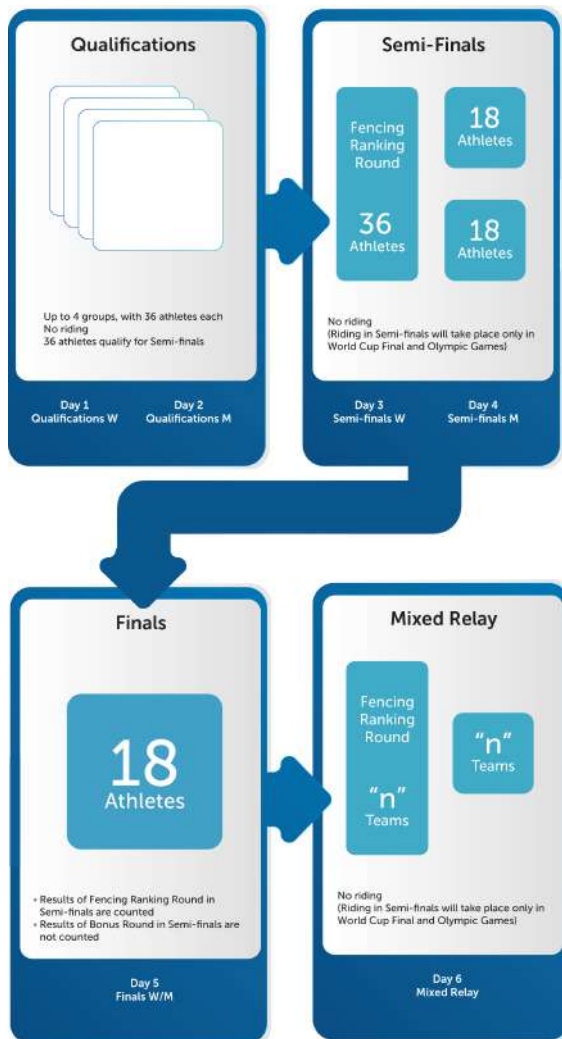 Qualifications
Up to 4 groups, with 36 athletes each
No riding
36 athletes qualify for Semi-finals
Day 1
Qualifications W
Day 2
Qualifications M
Semi-Finals
Fencing
Ranking
Round
36
Athletes
18
Athletes
18
Athletes
No riding
(Riding in Semi-finals will take place only in
World Cup Final and Olympic Games)
Day 3
Semi-finals W
Day 4
Semi-finals M
Finals
18
Athletes
• Results of Fencing Ranking Round in
Semi-finals are counted
• Results of Bonus Round in Semi-finals are
not counted
Day 5
Finals W/M
Mixed Relay
Fencing
Ranking
Round
“n”
Teams
“n”
Teams
No riding
(Riding in Semi-finals will take place only in
World Cup Final and Olympic Games)
Day 6
Mixed Relay